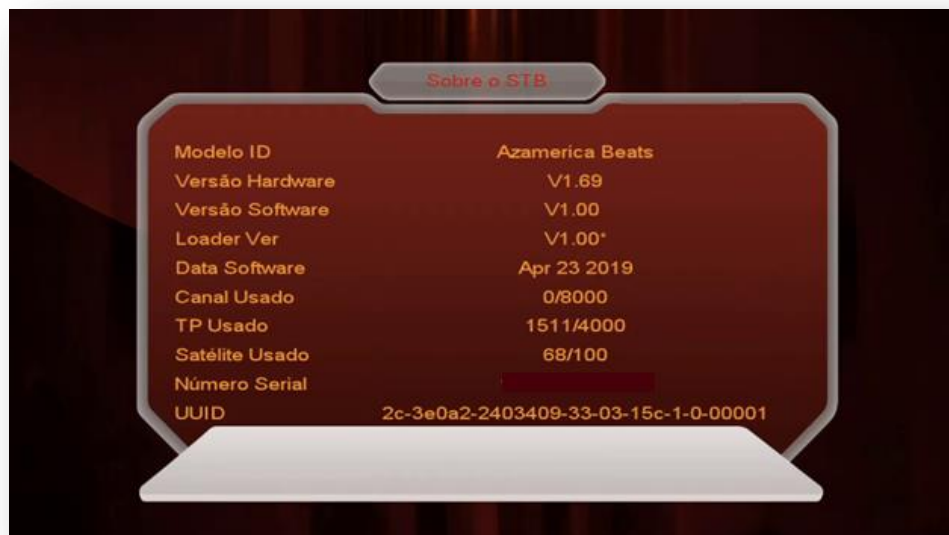 Sobre o STB
Modelo ID Azamerica Beats
Versão Hardware V1.69
Versão Software V1.00
Loader Ver V1.00*
Data Software Apr 23 2019
Canal Usado 0/8000
TP Usado 1511/4000
Satélite Usado 68/100
Número Serial
UUID 2c-3e0a2-2403409-33-03-15c-1-0-00001